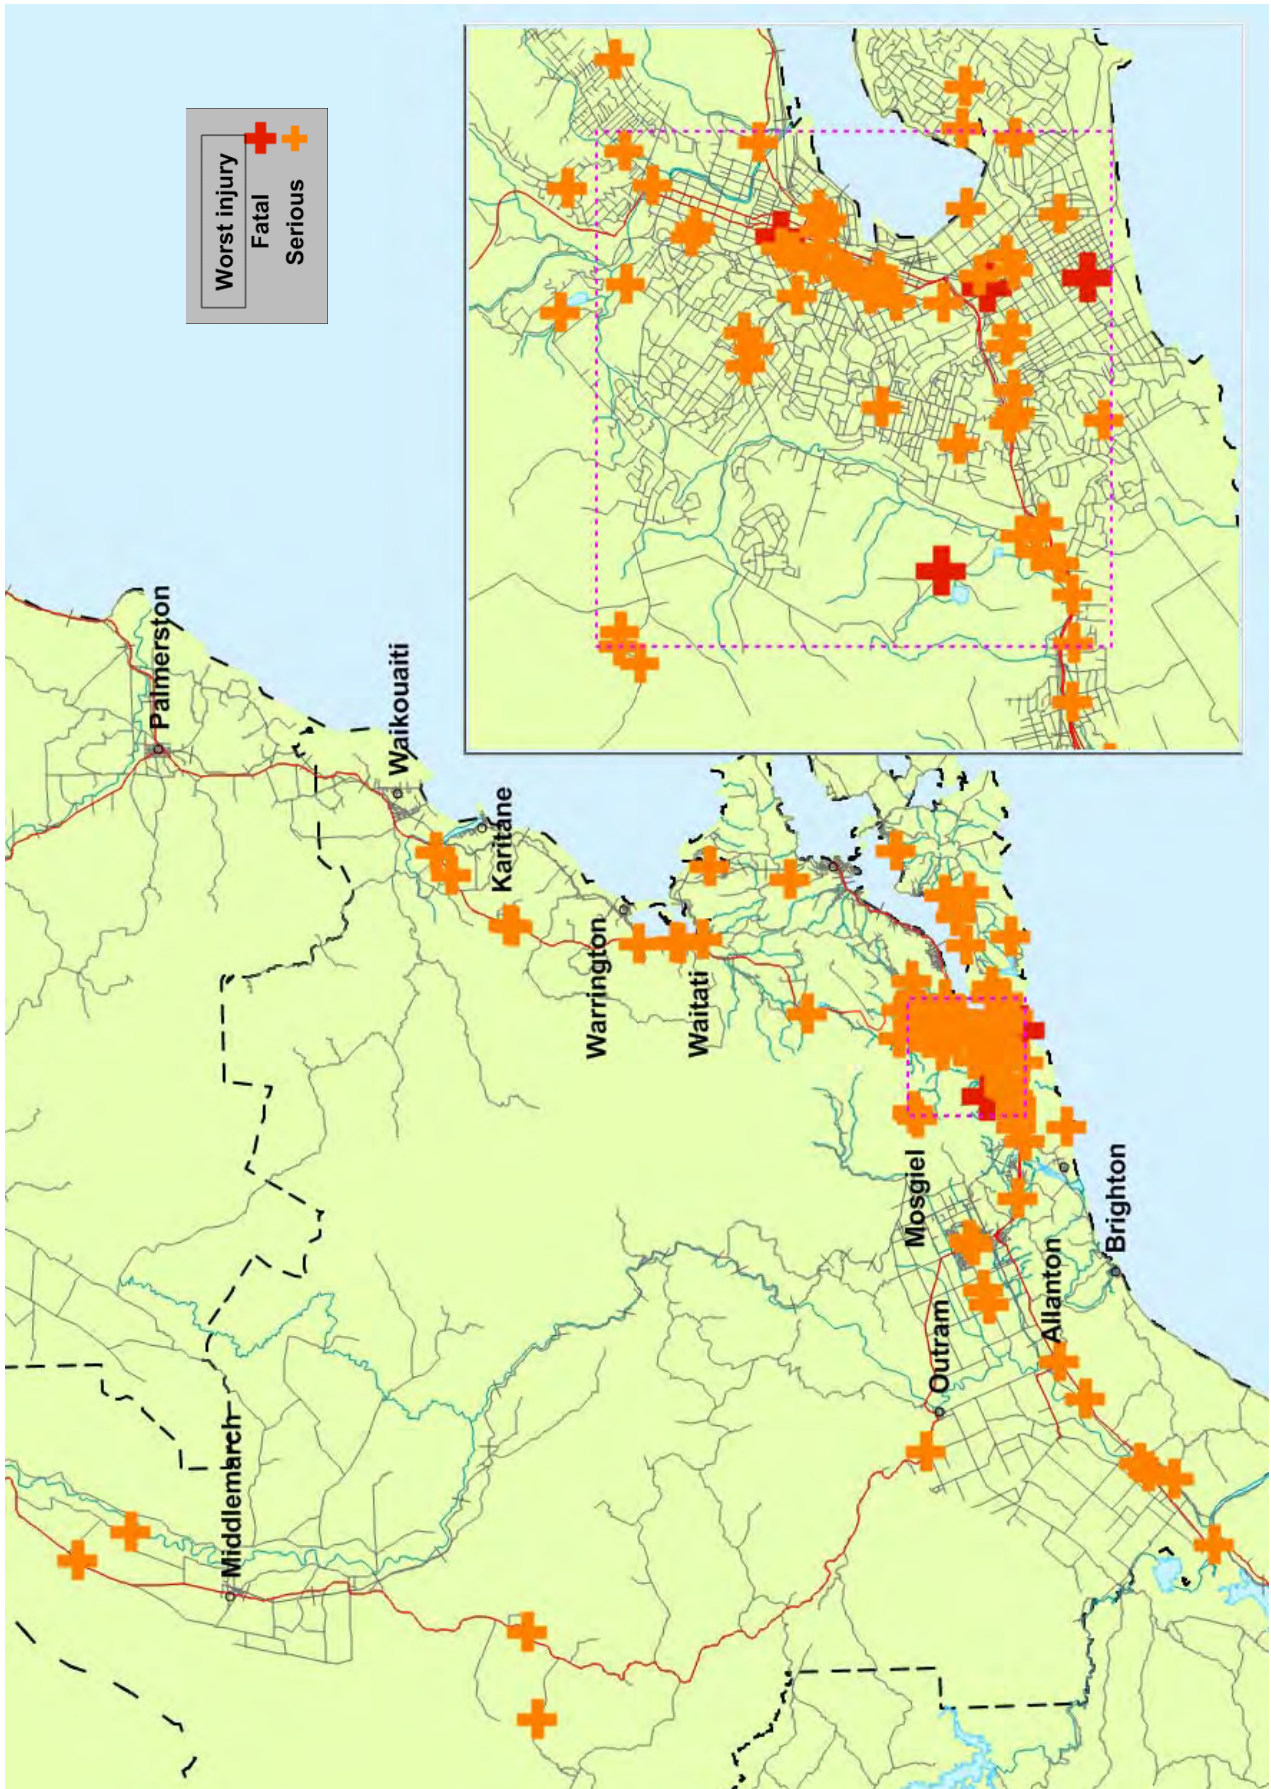 Worst injury
Fatal
Serious
Palmerston
Waikouaiti
Karitane
Warrington
Waitati
Middlemarch
Mosgiel
Outram
Allanton
Brighton